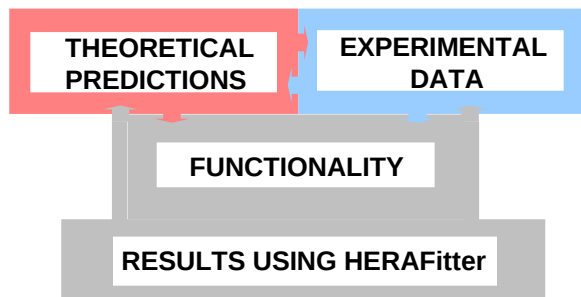 THEORETICAL
PREDICTIONS
EXPERIMENTAL
DATA
FUNCTIONALITY
RESULTS USING HERAFitter